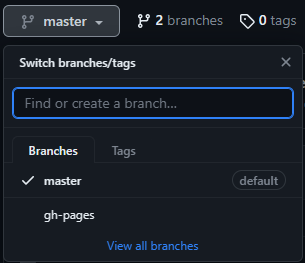 master 2 branches 0 tags
Switch branches/tags
Find or create a branch...
Branches Tags
master default
gh-pages
View all branches